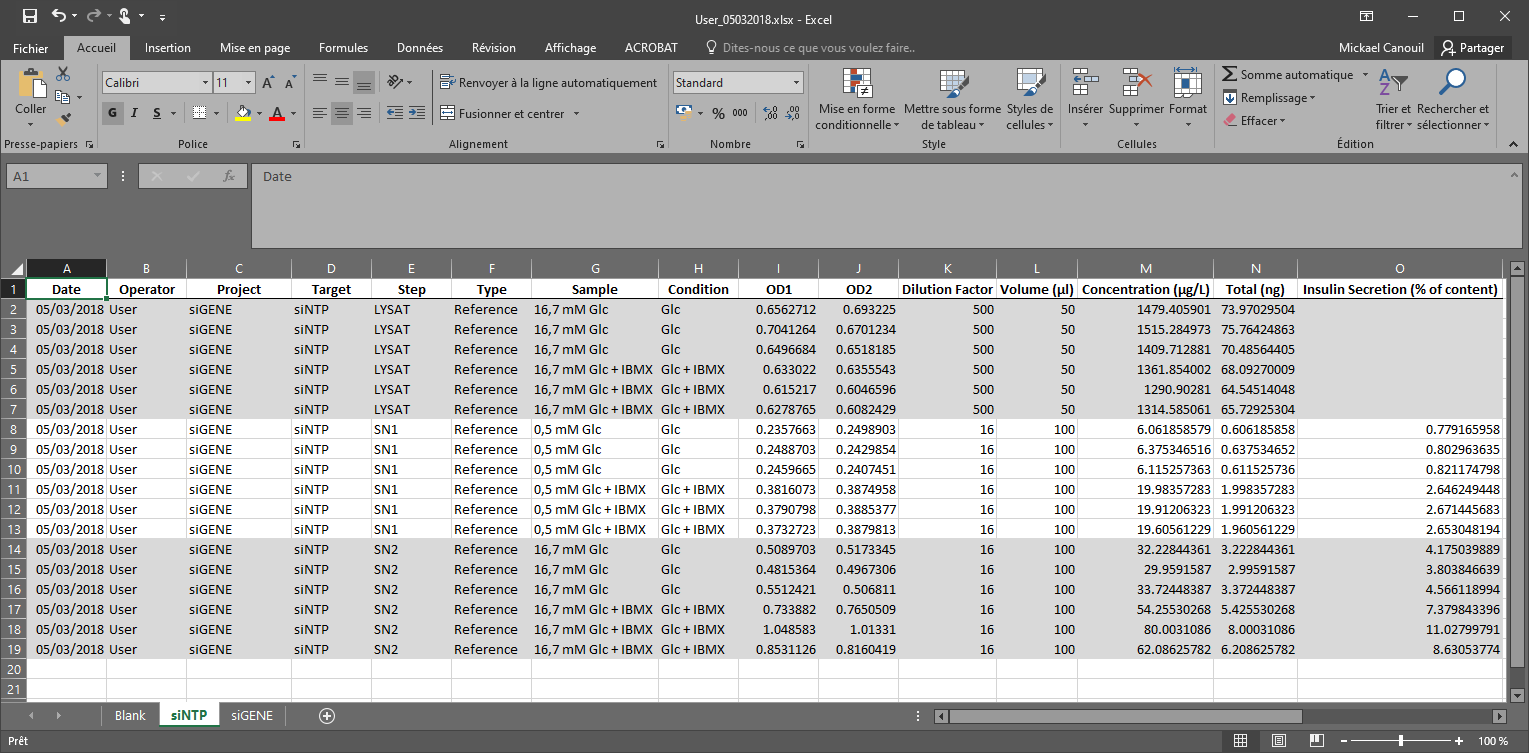 User_05032018.xlsx - Excel
Fichier Accueil Insertion Mise en page Formules Données Révision Affichage ACROBAT Dites-nous ce que vous voulez faire.. Mickael Canouil Partager
Coller
Presse-papiers
Calibri 11
G I S
Police
Renvoyer à la ligne automatiquement
Fusionner et centrer
Alignement
Standard
% 000
Nombre
Mise en forme conditionnelle
Mettre sous forme de tableau
Styles de cellules
Style
Insérer Supprimer Format
Cellules
Somme automatique
Remplissage
Effacer
Trier et filtrer
Rechercher et sélectionner
Édition
A1 fx Date
A B C D E F G H I J K L M N O
1 Date Operator Project Target Step Type Sample Condition OD1 OD2 Dilution Factor Volume (µl) Concentration (µg/L) Total (ng) Insulin Secretion (% of content)
2 05/03/2018 User siGENE siNTP LYSAT Reference 16,7 mM Glc Glc 0.6562712 0.693225 500 50 1479.405901 73.97029504
3 05/03/2018 User siGENE siNTP LYSAT Reference 16,7 mM Glc Glc 0.7041264 0.6701234 500 50 1515.284973 75.76424863
4 05/03/2018 User siGENE siNTP LYSAT Reference 16,7 mM Glc Glc 0.6496684 0.6518185 500 50 1409.712881 70.48564405
5 05/03/2018 User siGENE siNTP LYSAT Reference 16,7 mM Glc + IBMX Glc + IBMX 0.633022 0.6355543 500 50 1361.854002 68.09270009
6 05/03/2018 User siGENE siNTP LYSAT Reference 16,7 mM Glc + IBMX Glc + IBMX 0.615217 0.6046596 500 50 1290.90281 64.54514048
7 05/03/2018 User siGENE siNTP LYSAT Reference 16,7 mM Glc + IBMX Glc + IBMX 0.6278765 0.6082429 500 50 1314.585061 65.72925304
8 05/03/2018 User siGENE siNTP SN1 Reference 0,5 mM Glc Glc 0.2357663 0.2498903 16 100 6.061858579 0.606185858 0.779165958
9 05/03/2018 User siGENE siNTP SN1 Reference 0,5 mM Glc Glc 0.2488703 0.2429854 16 100 6.375346516 0.637534652 0.802963635
10 05/03/2018 User siGENE siNTP SN1 Reference 0,5 mM Glc Glc 0.2459665 0.2407451 16 100 6.115257363 0.611525736 0.821174798
11 05/03/2018 User siGENE siNTP SN1 Reference 0,5 mM Glc + IBMX Glc + IBMX 0.3816073 0.3874958 16 100 19.98357283 1.998357283 2.646249448
12 05/03/2018 User siGENE siNTP SN1 Reference 0,5 mM Glc + IBMX Glc + IBMX 0.3790798 0.3885377 16 100 19.91206323 1.991206323 2.671445683
13 05/03/2018 User siGENE siNTP SN1 Reference 0,5 mM Glc + IBMX Glc + IBMX 0.3732723 0.3879813 16 100 19.60561229 1.960561229 2.653048194
14 05/03/2018 User siGENE siNTP SN2 Reference 16,7 mM Glc Glc 0.5089703 0.5173345 16 100 32.22844361 3.222844361 4.175039889
15 05/03/2018 User siGENE siNTP SN2 Reference 16,7 mM Glc Glc 0.4815364 0.4967306 16 100 29.9591587 2.99591587 3.803846639
16 05/03/2018 User siGENE siNTP SN2 Reference 16,7 mM Glc Glc 0.5512421 0.506811 16 100 33.72448387 3.372448387 4.566118994
17 05/03/2018 User siGENE siNTP SN2 Reference 16,7 mM Glc + IBMX Glc + IBMX 0.733882 0.7650509 16 100 54.25530268 5.425530268 7.379843396
18 05/03/2018 User siGENE siNTP SN2 Reference 16,7 mM Glc + IBMX Glc + IBMX 1.048583 1.01331 16 100 80.0031086 8.00031086 11.02799791
19 05/03/2018 User siGENE siNTP SN2 Reference 16,7 mM Glc + IBMX Glc + IBMX 0.8531126 0.8160419 16 100 62.08625782 6.208625782 8.63053774
20
21
Blank siNTP siGENE
Prêt 100 %